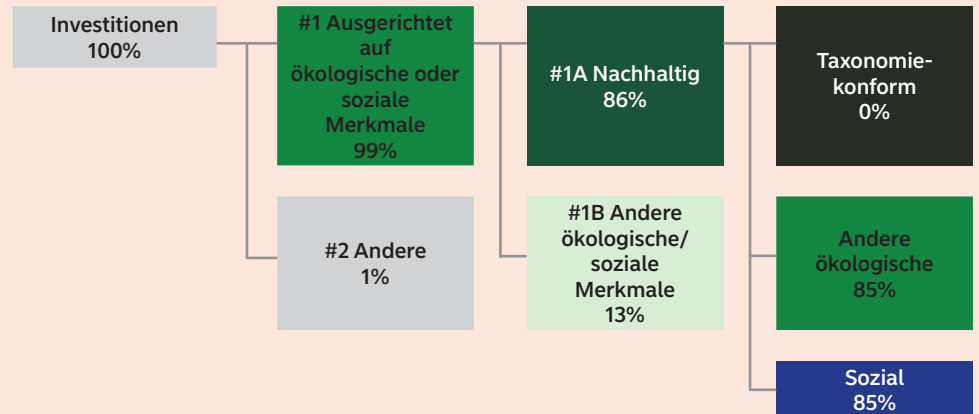 Investitionen
100%
#1 Ausgerichtet
auf
ökologische oder
soziale
Merkmale
99%
#1A Nachhaltig
86%
Taxonomie-
konform
0%
#2 Andere
1%
#1B Andere
ökologische/
soziale
Merkmale
13%
Andere
ökologische
85%
Sozial
85%